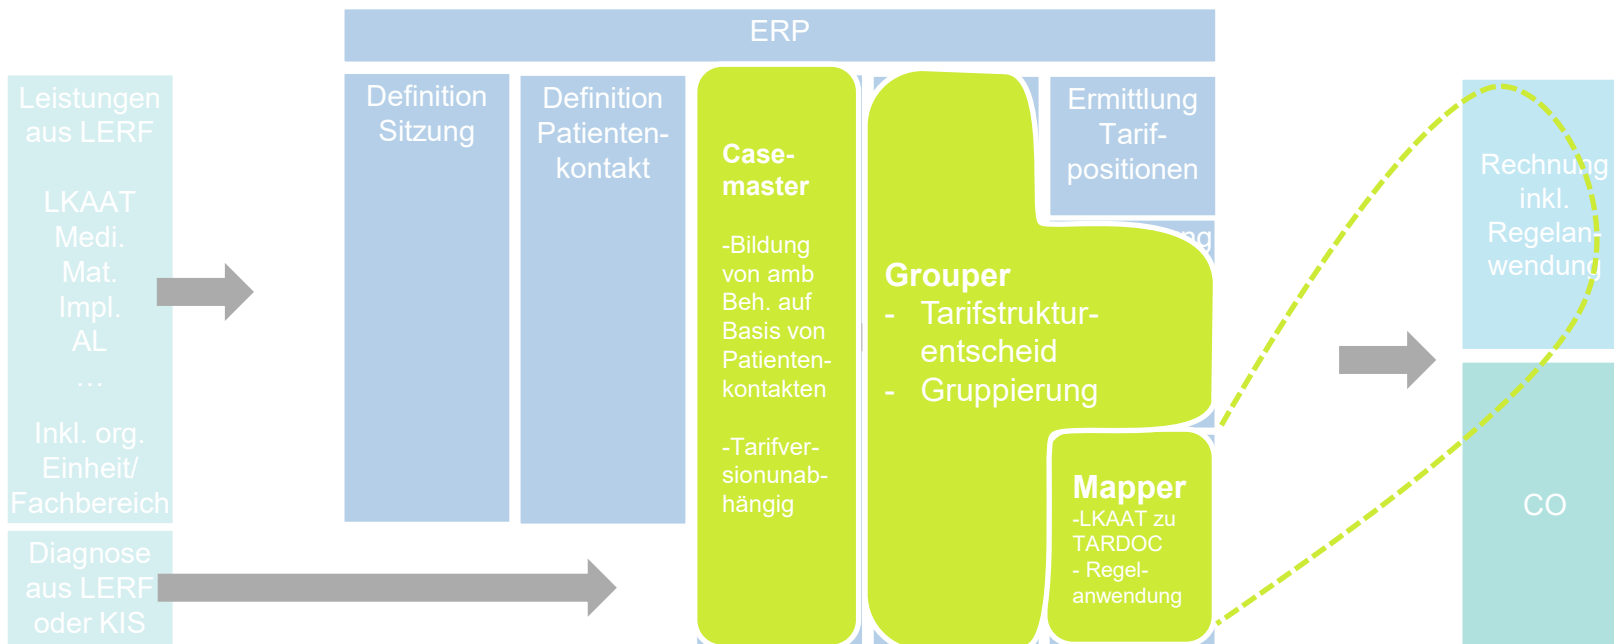 ERP
Leistungen
aus LERF
LKAAT
Medi.
Mat.
Impl.
AL
…
Inkl. org.
Einheit/
Fachbereich
Diagnose
aus LERF
oder KIS
Definition
Sitzung
Definition
Patienten-
kontakt
Case-
master
-Bildung
von amb
Beh. auf
Basis von
Patienten-
kontakten
-Tarifver-
sionunab-
hängig
Grouper
- Tarifstruktur-
entscheid
- Gruppierung
Ermittlung
Tarif-
positionen
ng
Mapper
-LKAAT zu
TARDOC
- Regel-
anwendung
Rechnung
inkl.
Regelan-
wendung
CO